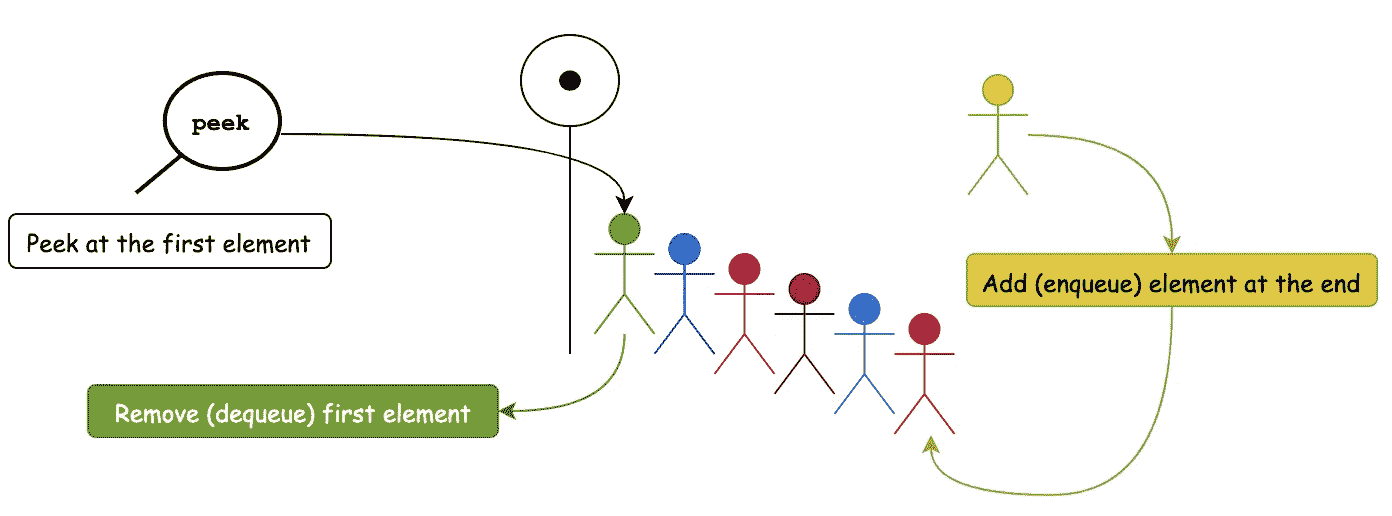 peek
Peek at the first element
Add (enqueue) element at the end
Remove (dequeue) first element